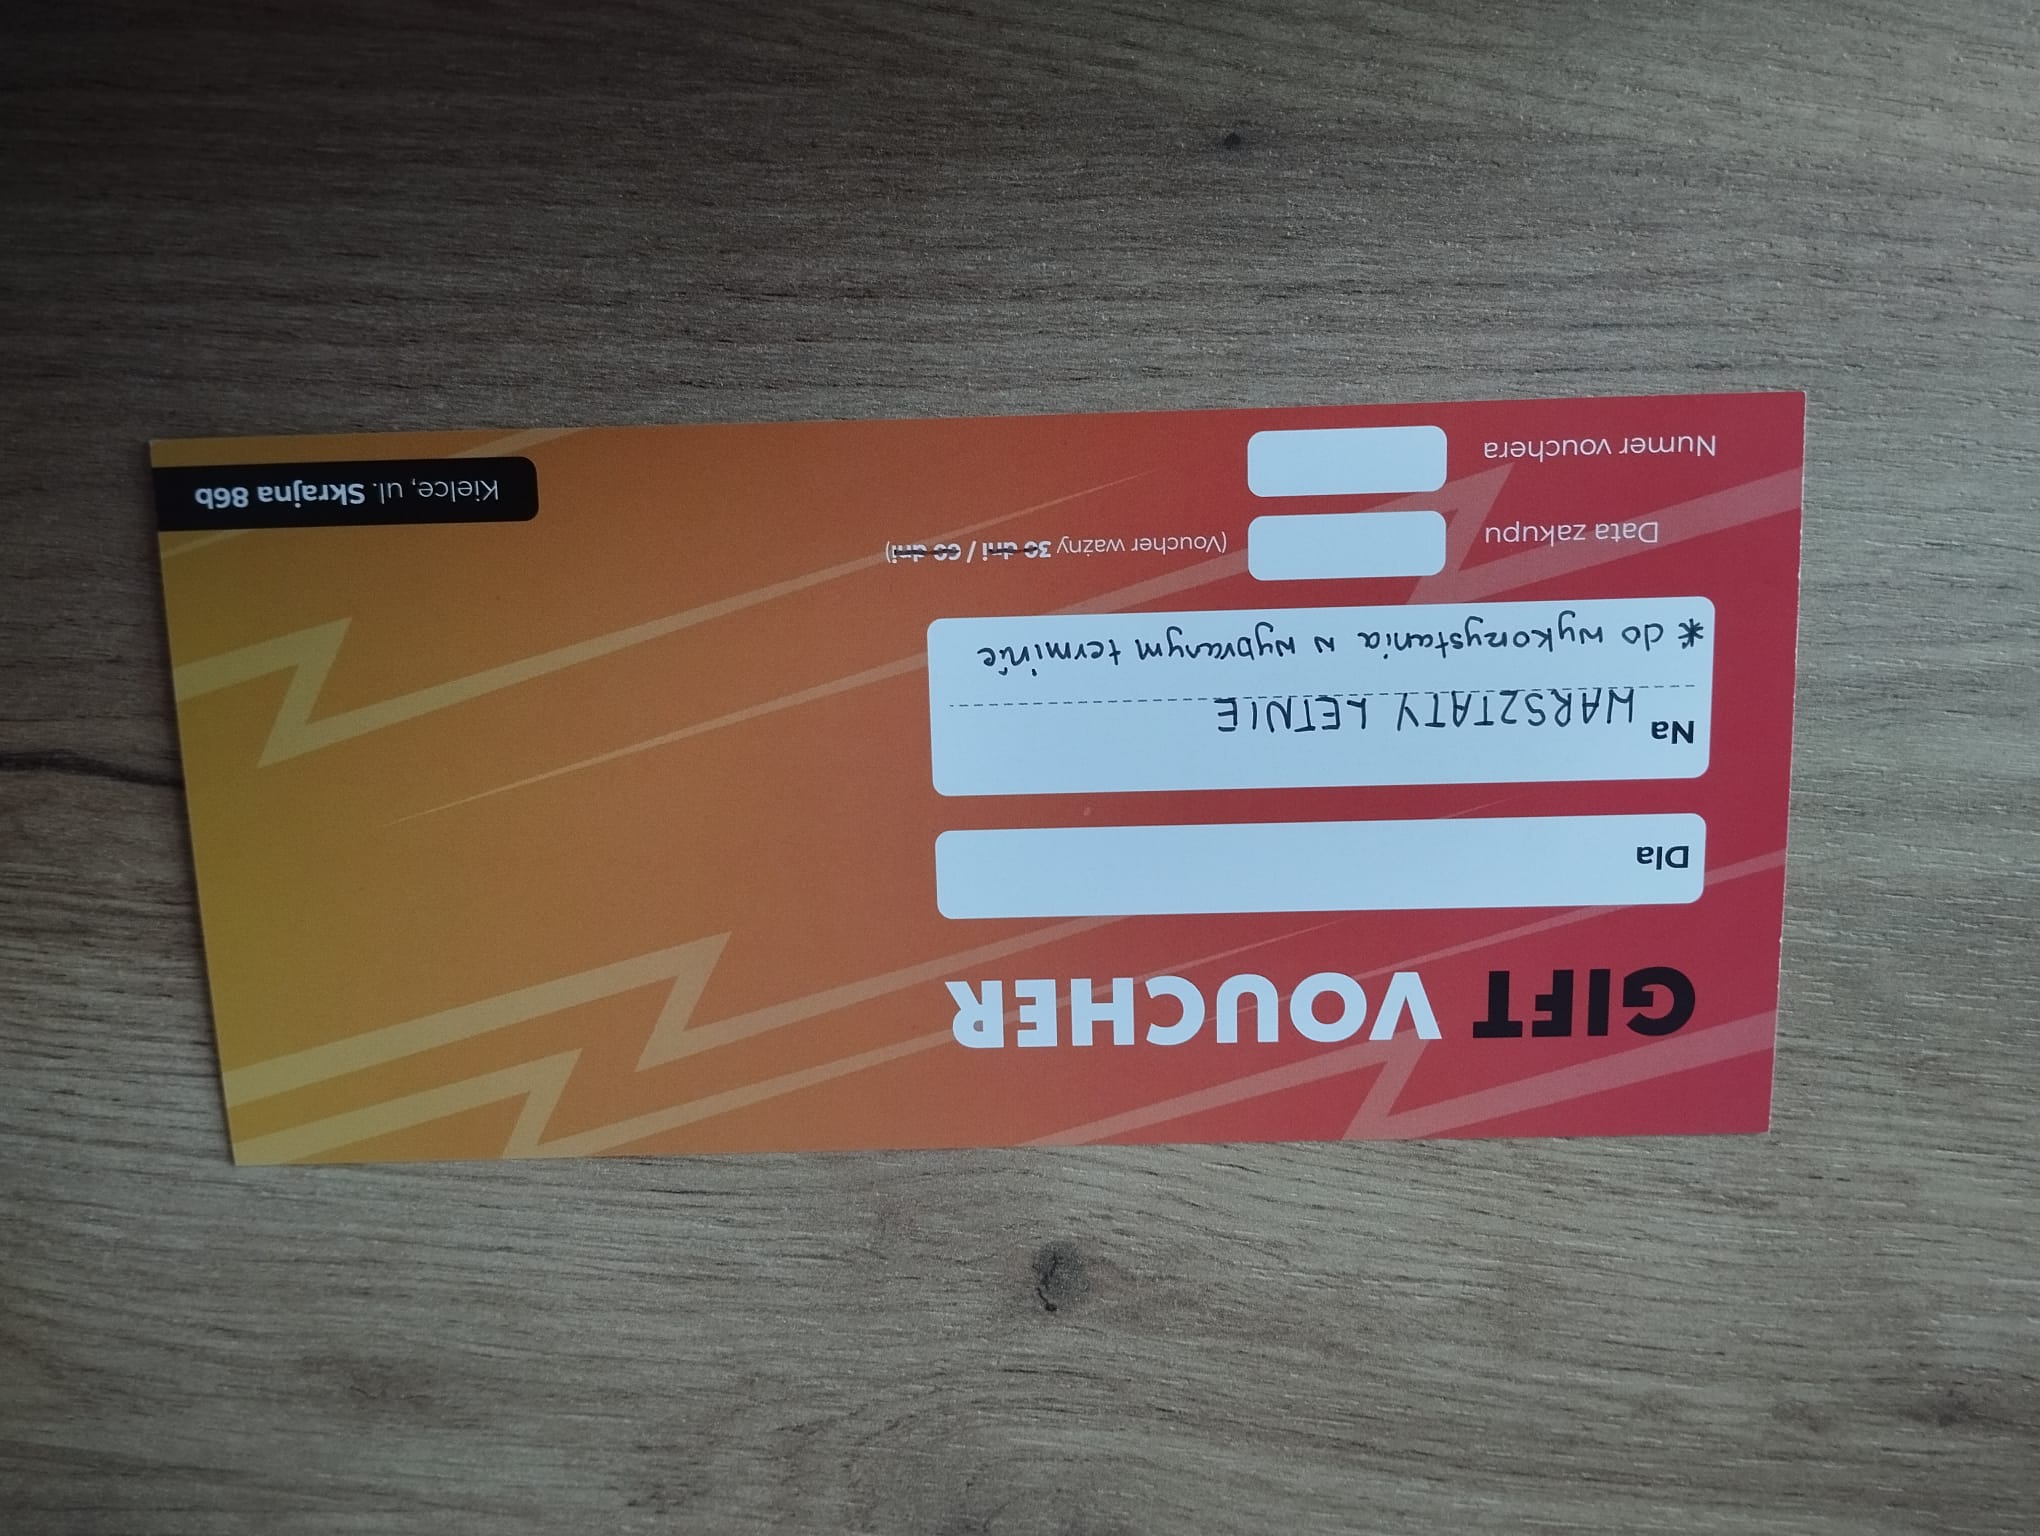 GIFT VOUCHER
Dla
Na WARSZTATY LETNIE
* do wykorzystania w wybranym terminie
Data zakupu
(Voucher ważny 30 dni / 60 dni)
Numer vouchera
Kielce, ul. Skrajna 86b